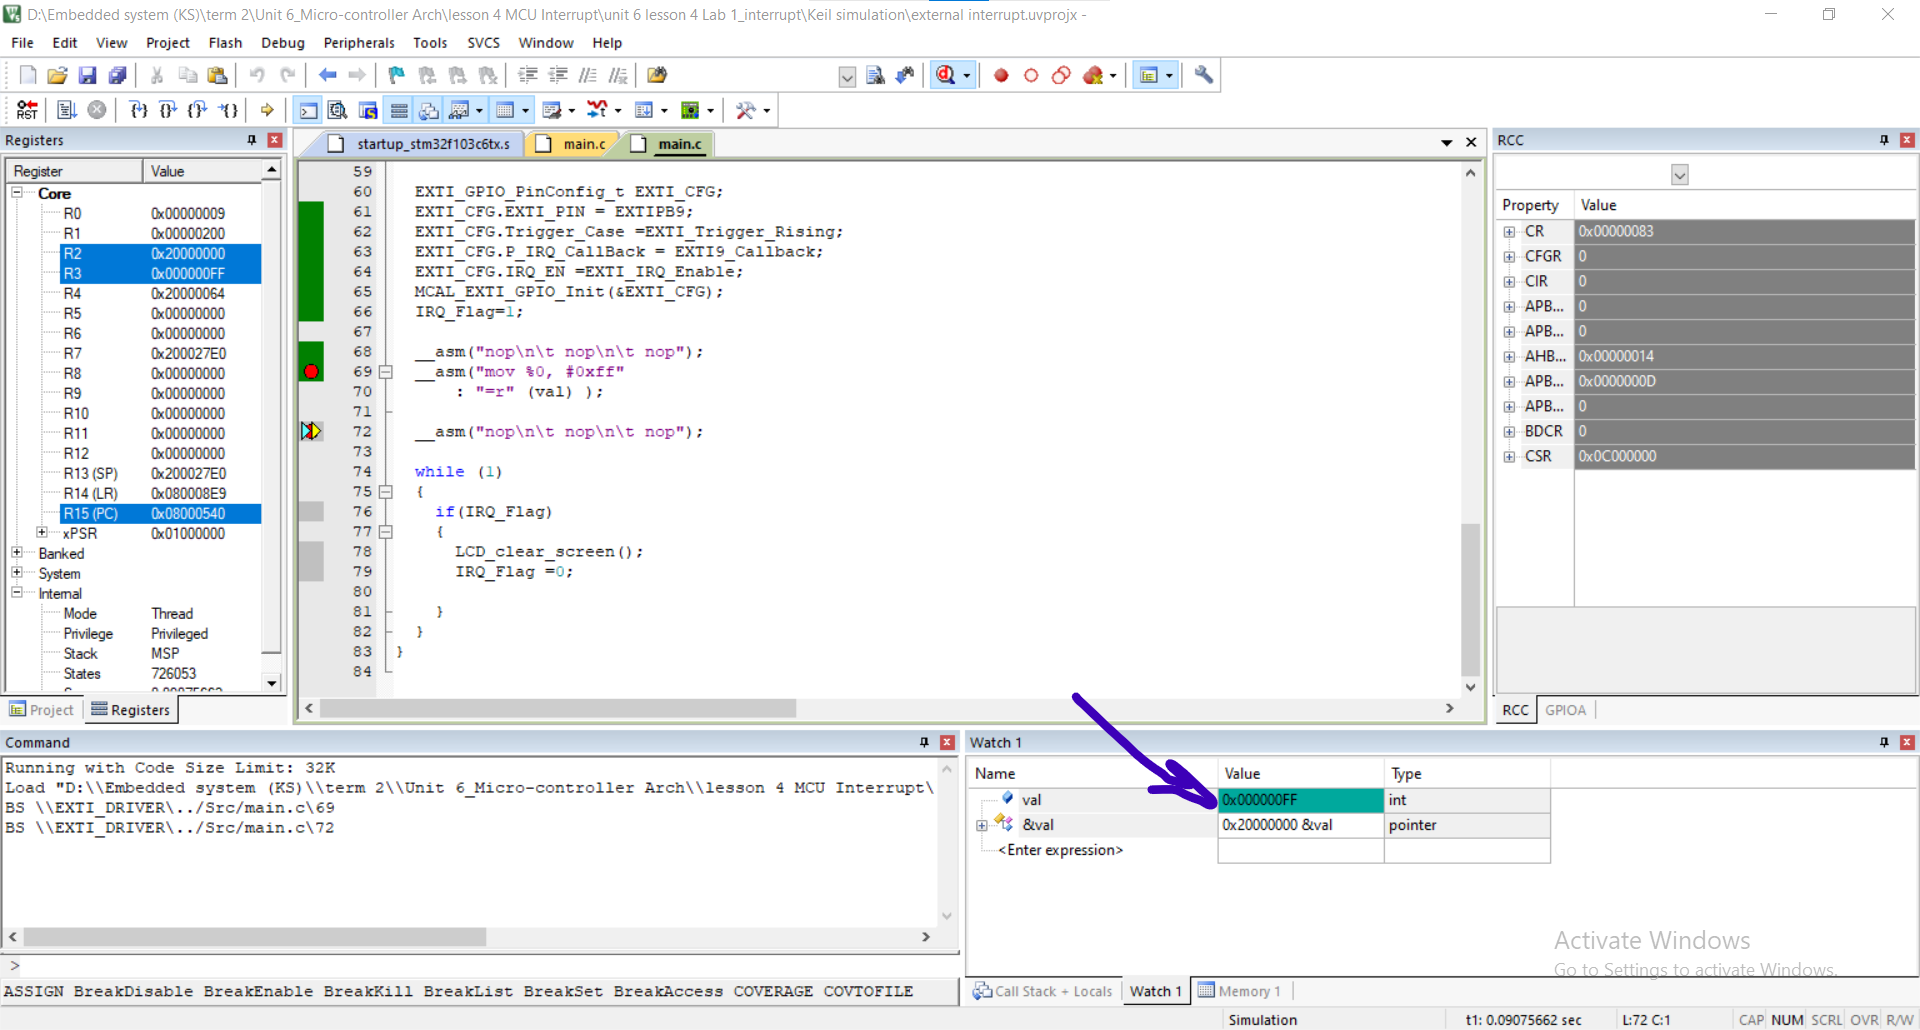 D:\Embedded system (KS)\term 2\Unit 6_Micro-controller Arch\lesson 4 MCU Interrupt\unit 6 lesson 4 Lab 1_interrupt\Keil simulation\external interrupt.uvprojx -
File Edit View Project Flash Debug Peripherals Tools SVCS Window Help
RST
Registers
Register Value
Core
R0 0x00000009
R1 0x00000200
R2 0x20000000
R3 0x000000FF
R4 0x20000064
R5 0x00000000
R6 0x00000000
R7 0x200027E0
R8 0x00000000
R9 0x00000000
R10 0x00000000
R11 0x00000000
R12 0x00000000
R13 (SP) 0x200027E0
R14 (LR) 0x080008E9
R15 (PC) 0x08000540
xPSR 0x01000000
Banked
System
Internal
Mode Thread
Privilege Privileged
Stack MSP
States 726053
Project Registers
startup_stm32f103c6tx.s main.c main.c
59
60 EXTI_GPIO_PinConfig_t EXTI_CFG;
61 EXTI_CFG.EXTI_PIN = EXTIPB9;
62 EXTI_CFG.Trigger_Case =EXTI_Trigger_Rising;
63 EXTI_CFG.P_IRQ_CallBack = EXTI9_Callback;
64 EXTI_CFG.IRQ_EN =EXTI_IRQ_Enable;
65 MCAL_EXTI_GPIO_Init(&EXTI_CFG);
66 IRQ_Flag=1;
67
68 __asm("nop\n\t nop\n\t nop");
69 __asm("mov %0, #0xff"
70 : "=r" (val) );
71
72 __asm("nop\n\t nop\n\t nop");
73
74 while (1)
75 {
76 if(IRQ_Flag)
77 {
78 LCD_clear_screen();
79 IRQ_Flag =0;
80
81 }
82 }
83 }
84
RCC
Property Value
CR 0x00000083
CFGR 0
CIR 0
APB... 0
APB... 0
AHB... 0x00000014
APB... 0x0000000D
APB... 0
BDCR 0
CSR 0x0C000000
RCC GPIOA
Command
Running with Code Size Limit: 32K
Load "D:\\Embedded system (KS)\\term 2\\Unit 6_Micro-controller Arch\\lesson 4 MCU Interrupt\
BS \\EXTI_DRIVER\../Src/main.c\69
BS \\EXTI_DRIVER\../Src/main.c\72
>
ASSIGN BreakDisable BreakEnable BreakKill BreakList BreakSet BreakAccess COVERAGE COVTOFILE
Watch 1
Name Value Type
val 0x000000FF int
&val 0x20000000 &val pointer
<Enter expression>
Activate Windows
Go to Settings to activate Windows.
Call Stack + Locals Watch 1 Memory 1
Simulation t1: 0.09075662 sec L:72 C:1 CAP NUM SCRL OVR R/W